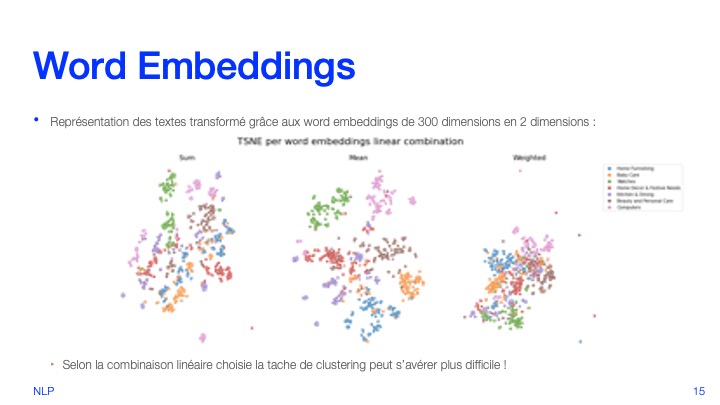 Word Embeddings
• Représentation des textes transformé grâce aux word embeddings de 300 dimensions en 2 dimensions :
TSNE per word embeddings linear combination
Sum Mean Weighted
Home Furnishing
Baby Care
Watches
Home Decor & Festive Needs
Kitchen & Dining
Beauty and Personal Care
Computers
‣ Selon la combinaison linéaire choisie la tache de clustering peut s’avérer plus difficile !
NLP 15